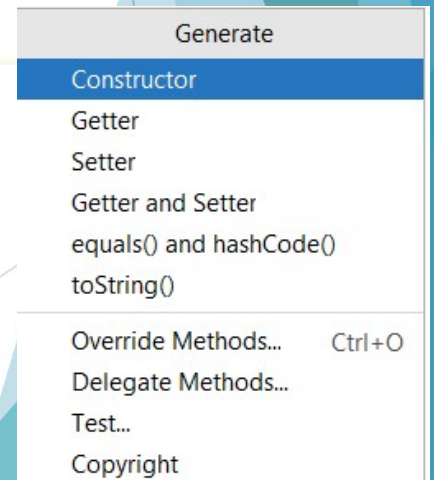 Generate
Constructor
Getter
Setter
Getter and Setter
equals() and hashCode()
toString()
Override Methods... Ctrl+O
Delegate Methods...
Test...
Copyright